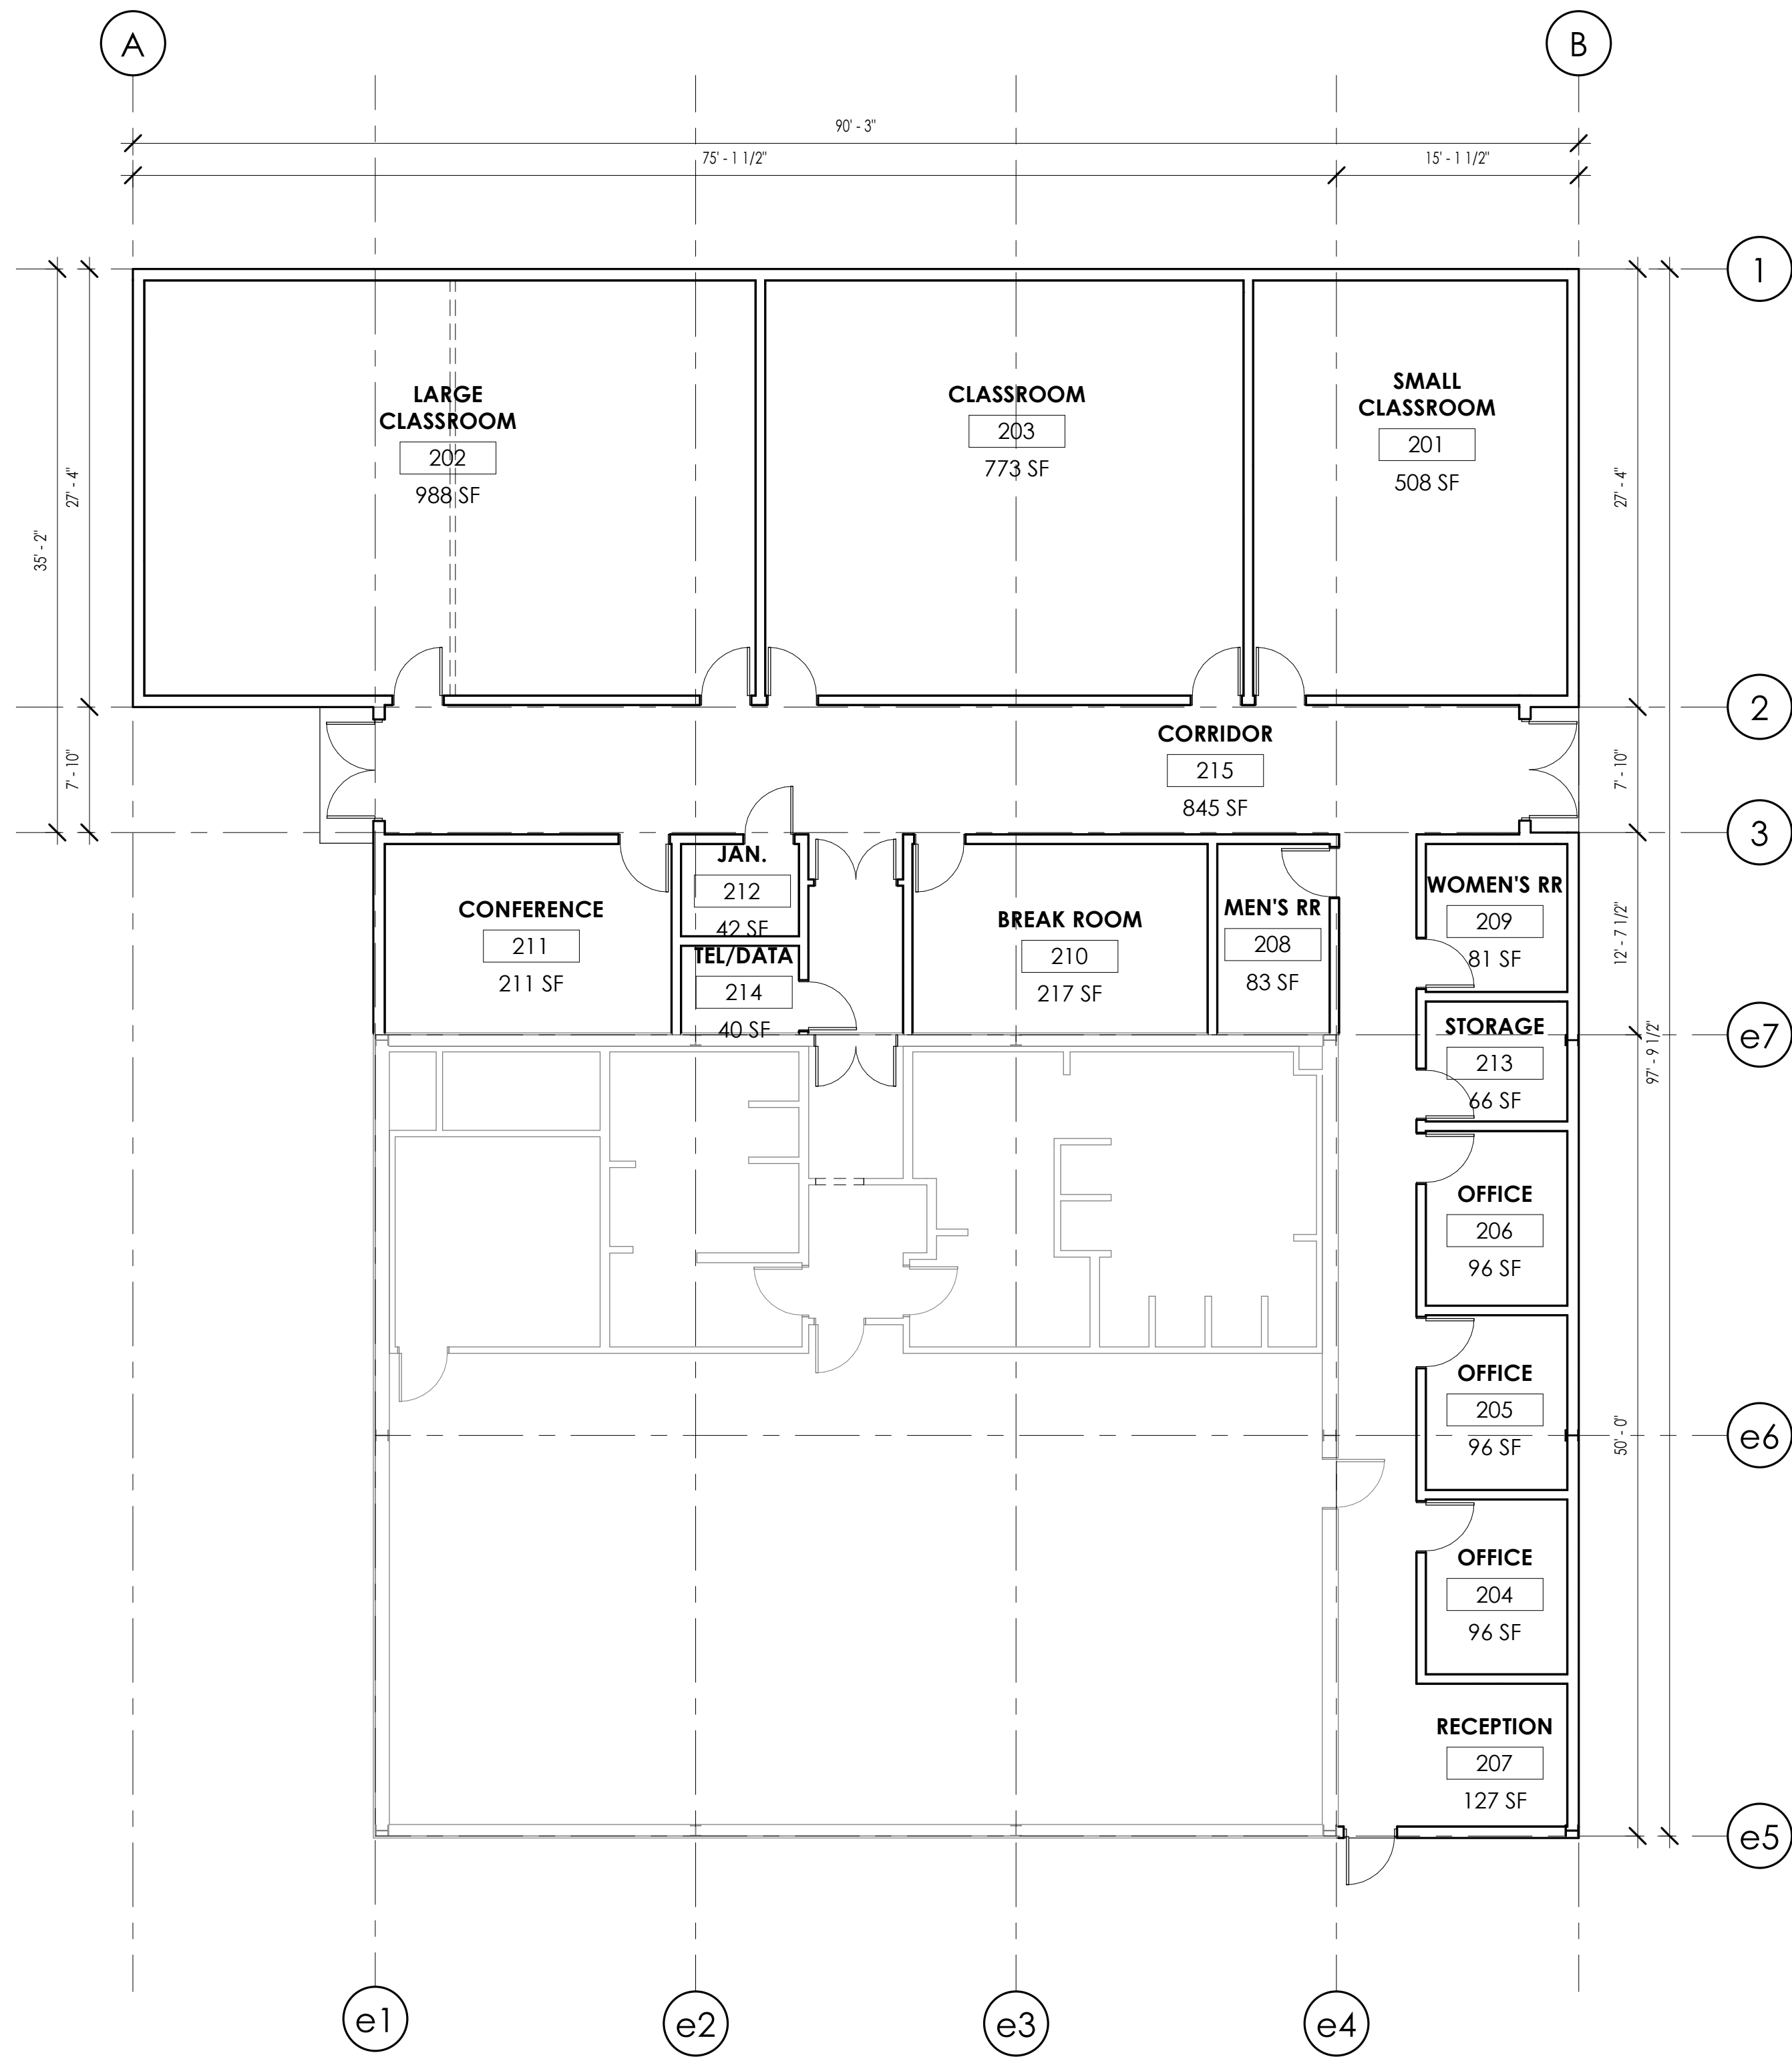 A
B
90' - 3"
75' - 1 1/2"
15' - 1 1/2"
1
LARGE
CLASSROOM
202
988 SF
CLASSROOM
203
773 SF
SMALL
CLASSROOM
201
508 SF
27' - 4"
35' - 2"
27' - 4"
2
CORRIDOR
215
845 SF
7' - 10"
7' - 10"
3
JAN.
212
42 SF
CONFERENCE
211
211 SF
TEL/DATA
214
40 SF
BREAK ROOM
210
217 SF
MEN'S RR
208
83 SF
WOMEN'S RR
209
81 SF
12' - 7 1/2"
STORAGE
213
66 SF
e7
97' - 9 1/2"
OFFICE
206
96 SF
OFFICE
205
96 SF
50' - 0"
e6
OFFICE
204
96 SF
RECEPTION
207
127 SF
e5
e1
e2
e3
e4